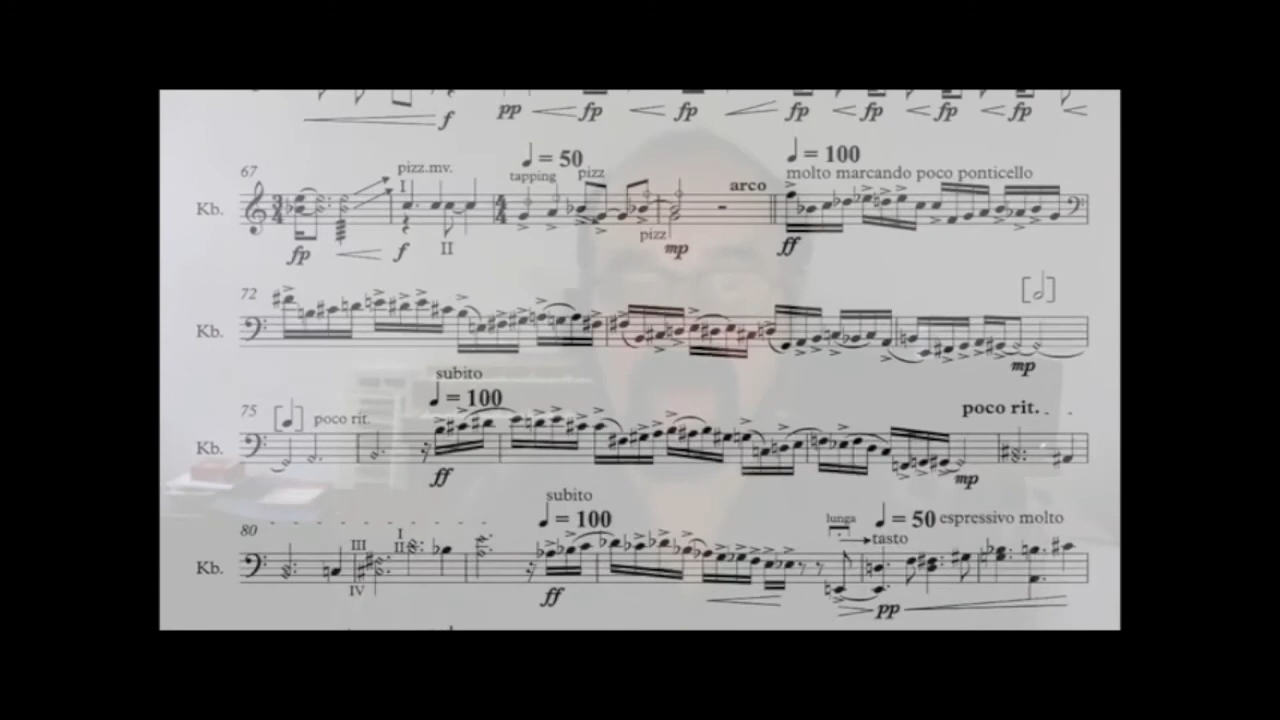 f pp fp fp fp fp fp fp
67 pizz.mv. = 50 = 100
I tapping pizz arco molto marcando poco ponticello
Kb.
fp f II pizz mp ff
72
Kb.
mp
subito
75 poco rit. = 100 poco rit.
Kb.
ff mp
subito
80 = 100 lunga = 50 espressivo molto
III I II tasto
Kb.
IV ff pp